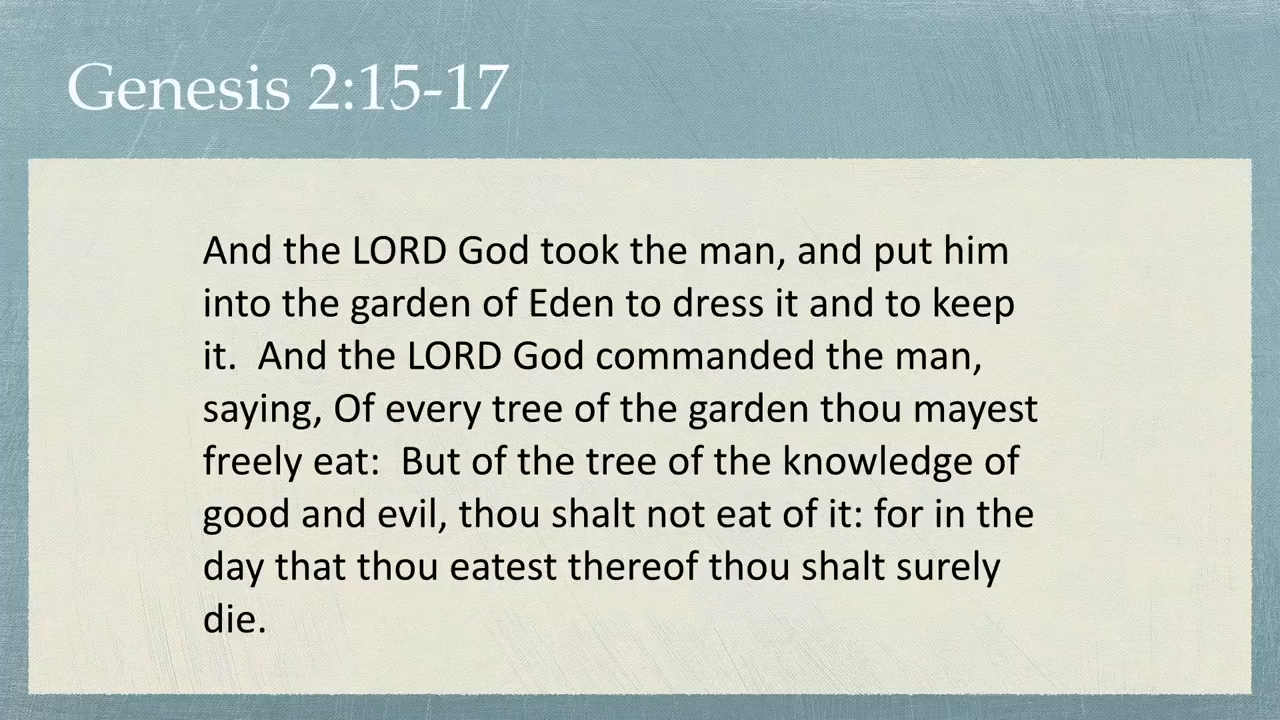 Genesis 2:15-17
And the LORD God took the man, and put him
into the garden of Eden to dress it and to keep
it.  And the LORD God commanded the man,
saying, Of every tree of the garden thou mayest
freely eat:  But of the tree of the knowledge of
good and evil, thou shalt not eat of it: for in the
day that thou eatest thereof thou shalt surely
die.